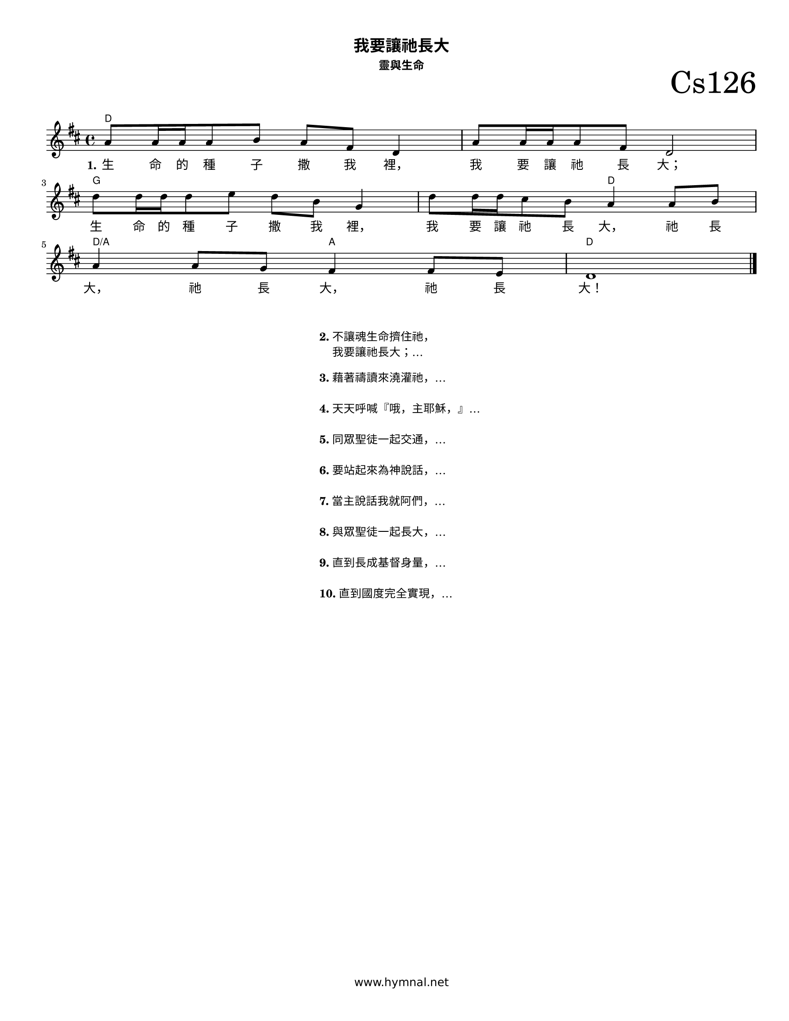 我要讓祂長大
靈與生命
Cs126
D
1. 生 命 的 種 子 撒 我 裡， 我 要 讓 祂 長 大；
3 G D
生 命 的 種 子 撒 我 裡， 我 要 讓 祂 長 大， 祂 長
5 D/A A D
大， 祂 長 大， 祂 長 大！
2. 不讓魂生命擠住祂，
我要讓祂長大；…
3. 藉著禱讀來澆灌祂，…
4. 天天呼喊『哦，主耶穌，』…
5. 同眾聖徒一起交通，…
6. 要站起來為神說話，…
7. 當主說話我就阿們，…
8. 與眾聖徒一起長大，…
9. 直到長成基督身量，…
10. 直到國度完全實現，…
www.hymnal.net